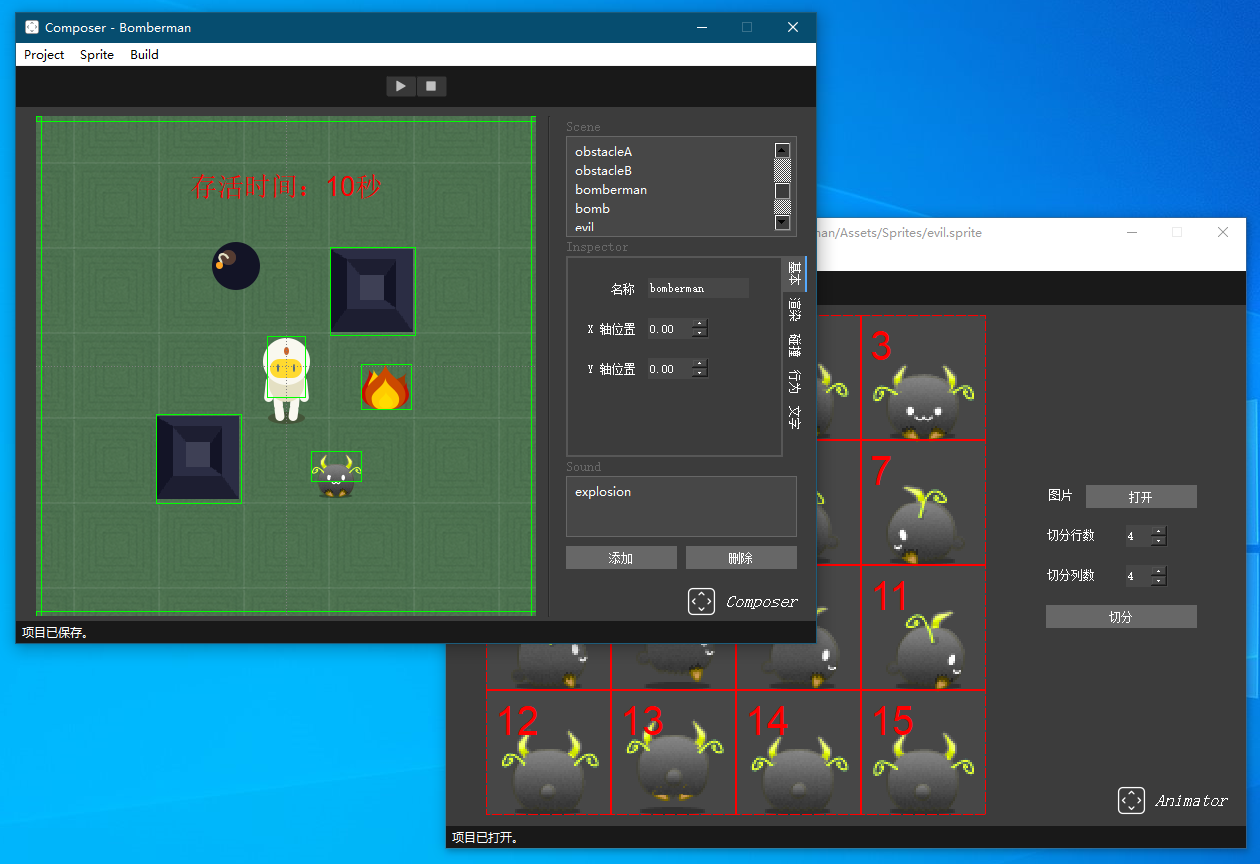 Composer - Bomberman
Project Sprite Build
存活时间：10秒
Scene
obstacleA
obstacleB
bomberman
bomb
evil
Inspector
名称 bomberman
X 轴位置 0.00
Y 轴位置 0.00
基本
渲染
碰撞
行为
文字
Sound
explosion
添加 删除
Composer
项目已保存。
man/Assets/Sprites/evil.sprite
3
7
11
12 13 14 15
图片 打开
切分行数 4
切分列数 4
切分
Animator
项目已打开。